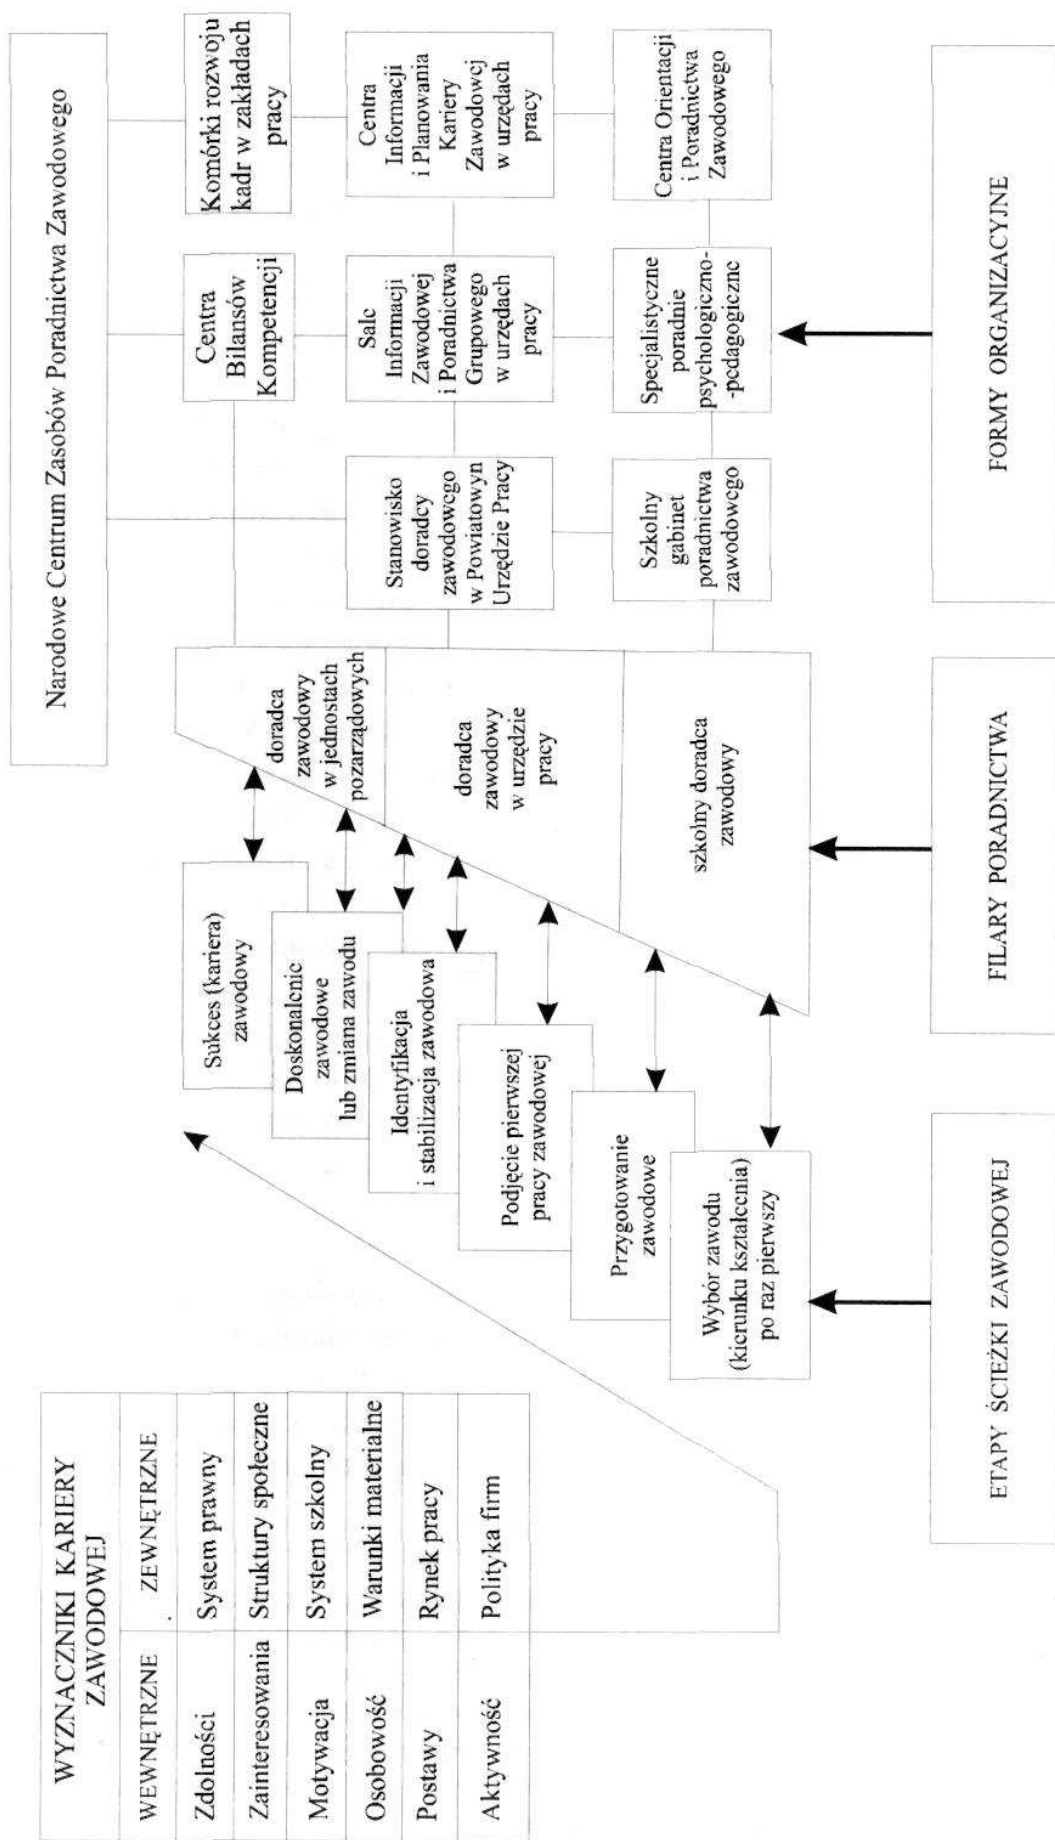 WYZNACZNIKI KARIERY
ZAWODOWEJ
WEWNĘTRZNE
ZEWNĘTRZNE
Zdolności
System prawny
Zainteresowania
Struktury społeczne
Motywacja
System szkolny
Osobowość
Warunki materialne
Postawy
Rynek pracy
Aktywność
Polityka firm
Narodowe Centrum Zasobów Poradnictwa Zawodowego
Sukces (kariera)
zawodowy
Doskonalenie
zawodowe
lub zmiana zawodu
Identyfikacja
i stabilizacja zawodowa
Podjęcie pierwszej
pracy zawodowej
Przygotowanie
zawodowe
Wybór zawodu
(kierunku kształcenia)
po raz pierwszy
doradca
zawodowy
w jednostach
pozarządowych
doradca
zawodowy
w urzędzie
pracy
szkolny doradca
zawodowy
Centra
Bilansów
Kompetencji
Komórki rozwoju
kadr w zakładach
pracy
Stanowisko
doradcy
zawodowego
w Powiatowyn
Urzędzie Pracy
Sale
Informacji
Zawodowej
i Poradnictwa
Grupowego
w urzędach
pracy
Centra
Informacji
i Planowania
Kariery
Zawodowej
w urzędach
pracy
Szkolny
gabinet
poradnictwa
zawodowego
Specjalistyczne
poradnie
psychologiczno-
-pedagogiczne
Centra Orientacji
i Poradnictwa
Zawodowego
ETAPY ŚCIEŻKI ZAWODOWEJ
FILARY PORADNICTWA
FORMY ORGANIZACYJNE